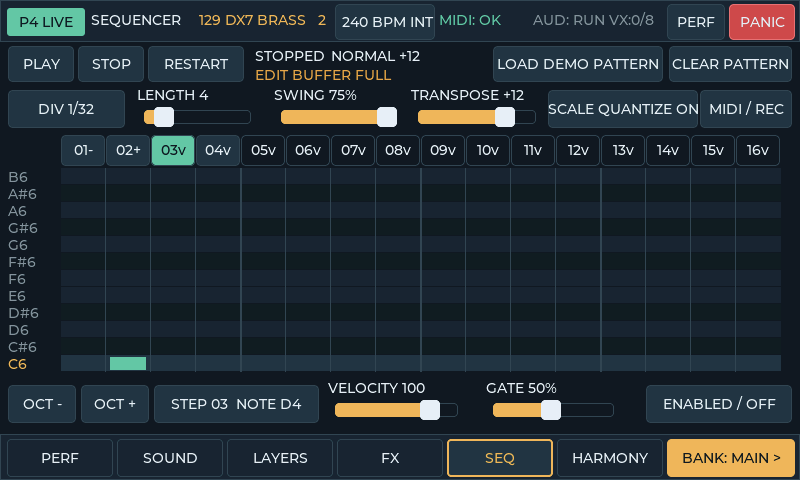 P4 LIVE SEQUENCER 129 DX7 BRASS 2 240 BPM INT MIDI: OK AUD: RUN VX:0/8 PERF PANIC
PLAY STOP RESTART STOPPED NORMAL +12 LOAD DEMO PATTERN CLEAR PATTERN
EDIT BUFFER FULL
DIV 1/32 LENGTH 4 SWING 75% TRANSPOSE +12 SCALE QUANTIZE ON MIDI / REC
01- 02+ 03v 04v 05v 06v 07v 08v 09v 10v 11v 12v 13v 14v 15v 16v
B6
A#6
A6
G#6
G6
F#6
F6
E6
D#6
D6
C#6
C6
OCT - OCT + STEP 03 NOTE D4 VELOCITY 100 GATE 50% ENABLED / OFF
PERF SOUND LAYERS FX SEQ HARMONY BANK: MAIN >